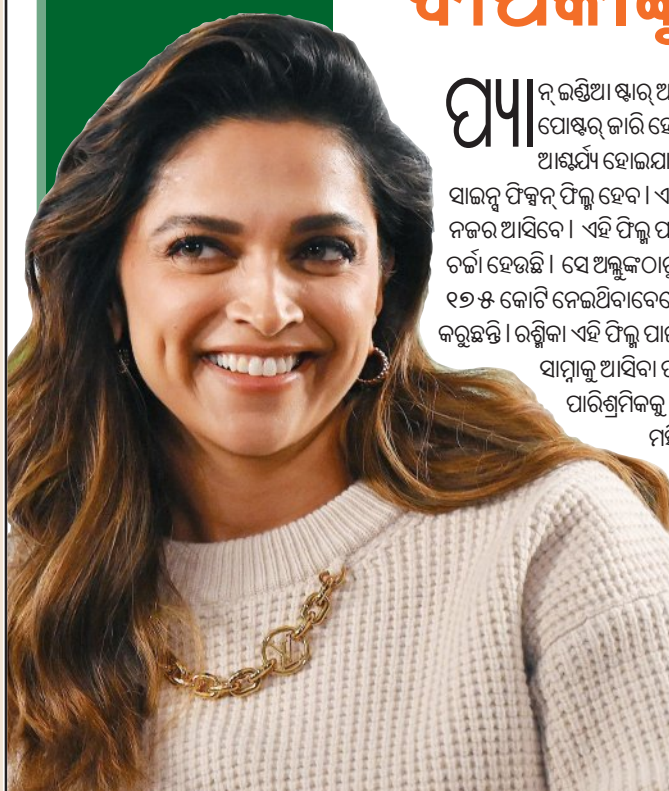 ପ୍ୟାନ୍ ଇଣ୍ଡିଆ ଷ୍ଟାର୍
ପୋଷ୍ଟର୍ ଜାରି
ଆଶ୍ଚର୍ଯ୍ୟ ହୋଇଯା
ସାଇନ୍ସ ଫିକ୍ସନ୍ ଫିଲ୍ମ ହେବ । ଏ
ନଜର ଆସିବେ । ଏହି ଫିଲ୍ମ ପ
ଚର୍ଚ୍ଚା ହେଉଛି । ସେ ଅଲ୍ଲୁଙ୍କଠାରୁ
୧୭୫ କୋଟି ନେଇଥିବାବେଳେ
କରୁଛନ୍ତି । ରଶ୍ମିକା ଏହି ଫିଲ୍ମ ପାଇଁ
ସାମ୍ନାକୁ ଆସିବା
ପାରିଶ୍ରମିକକୁ